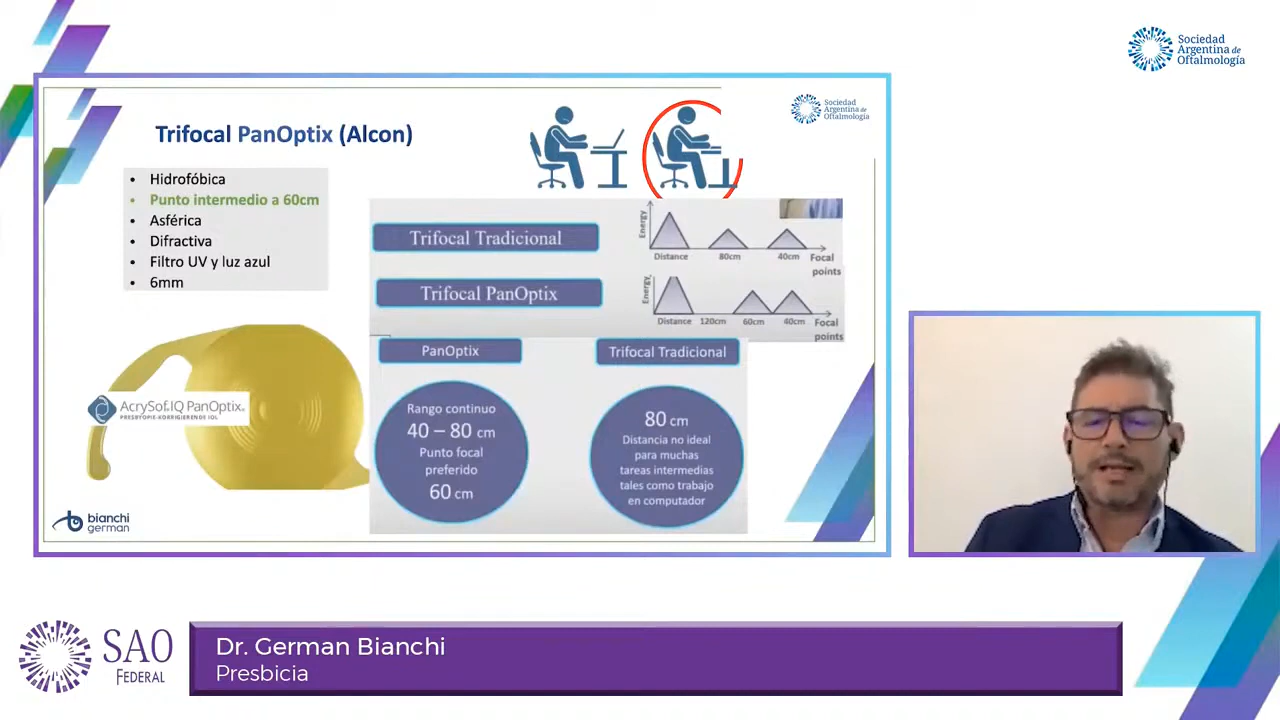 Sociedad
Argentina de
Oftalmología
Sociedad
Argentina de
Oftalmología
Trifocal PanOptix (Alcon)
• Hidrofóbica
• Punto intermedio a 60cm
• Asférica
• Difractiva
• Filtro UV y luz azul
• 6mm
Trifocal Tradicional
Energy
Distance 80cm 40cm Focal
points
Trifocal PanOptix
Energy
Distance 120cm 60cm 40cm Focal
points
PanOptix
Rango continuo
40 – 80 cm
Punto focal
preferido
60 cm
Trifocal Tradicional
80 cm
Distancia no ideal
para muchas
tareas intermedias
tales como trabajo
en computador
AcrySof® IQ PanOptix®
PRESBYOPIE-KORRIGIERENDE IOL
bianchi
german
SAO
FEDERAL
Dr. German Bianchi
Presbicia